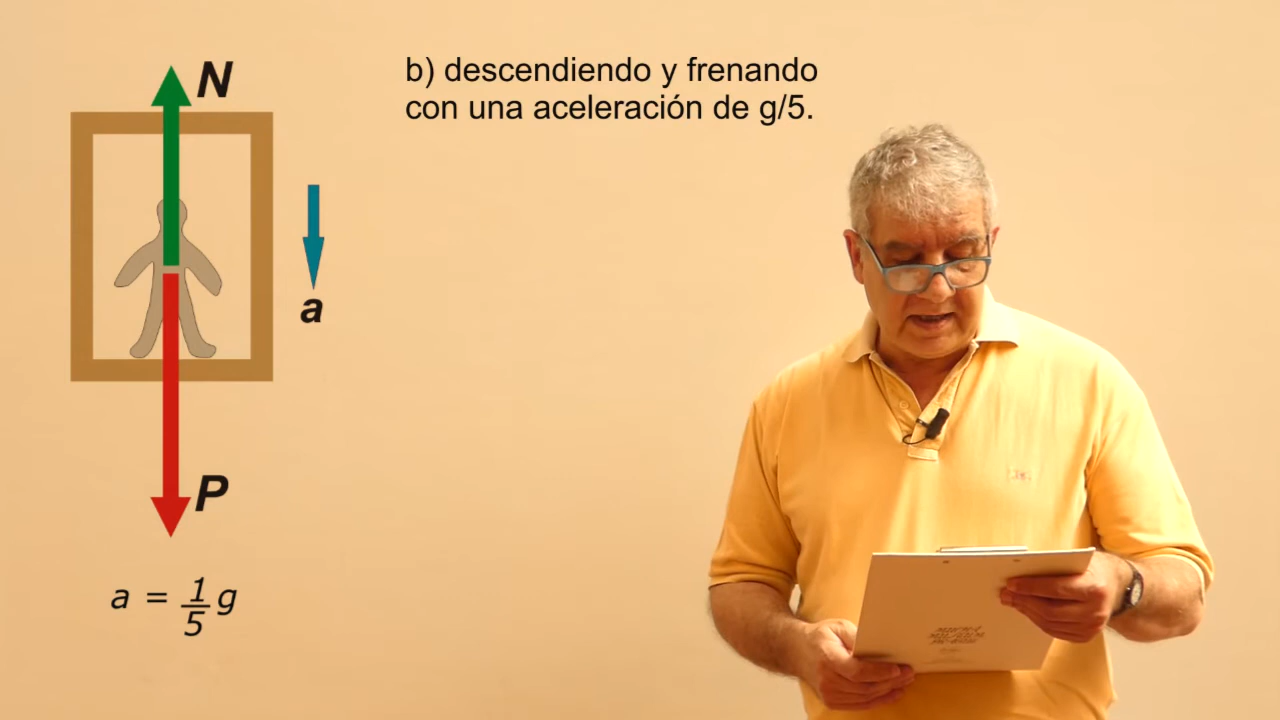 N
b) descendiendo y frenando
con una aceleración de g/5.
a
P
a = 1/5 g